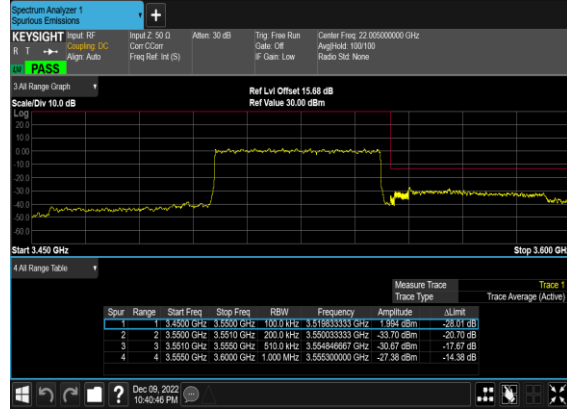 Spectrum Analyzer 1
Spurious Emissions
+
KEYSIGHT Input: RF Input Z: 50 Ω Atten: 30 dB Trig: Free Run Center Freq: 22.005000000 GHz
R T Coupling: DC Corr CCorr Gate: Off Avg|Hold: 100/100
Align: Auto Freq Ref: Int (S) IF Gain: Low Radio Std: None
PASS
3 All Range Graph
Ref Lvl Offset 15.68 dB
Scale/Div 10.0 dB Ref Value 30.00 dBm
Log
20.0
10.0
0.00
-10.0
-20.0
-30.0
-40.0
-50.0
-60.0
Start 3.450 GHz Stop 3.600 GHz
4 All Range Table
Measure Trace Trace 1
Trace Type Trace Average (Active)
Spur Range Start Freq Stop Freq RBW Frequency Amplitude ΔLimit
1 1 3.4500 GHz 3.5500 GHz 100.0 kHz 3.519833333 GHz 1.994 dBm -28.01 dB
2 2 3.5500 GHz 3.5510 GHz 200.0 kHz 3.550033333 GHz -33.70 dBm -20.70 dB
3 3 3.5510 GHz 3.5550 GHz 510.0 kHz 3.554846667 GHz -30.67 dBm -17.67 dB
4 4 3.5550 GHz 3.6000 GHz 1.000 MHz 3.555300000 GHz -27.38 dBm -14.38 dB
? Dec 09, 2022
10:40:46 PM